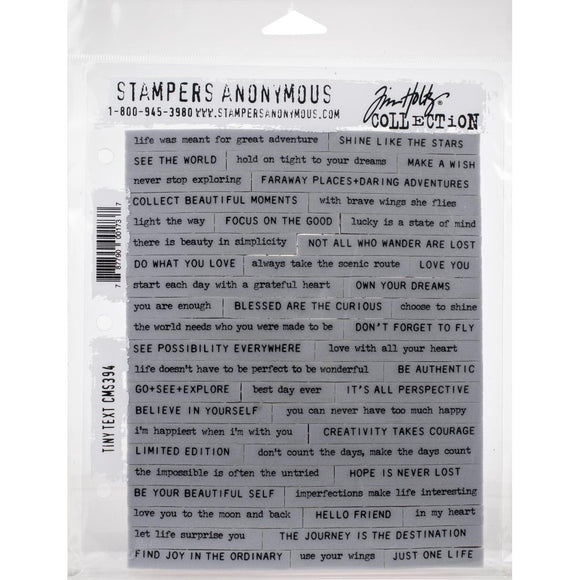 STAMPERS ANONYMOUS
1-800-945-3980 WWW.STAMPERSANONYMOUS.COM
Tim Holtz®
COLLECTION
life was meant for great adventure SHINE LIKE THE STARS
SEE THE WORLD hold on tight to your dreams MAKE A WISH
never stop exploring FARAWAY PLACES+DARING ADVENTURES
COLLECT BEAUTIFUL MOMENTS with brave wings she flies
light the way FOCUS ON THE GOOD lucky is a state of mind
there is beauty in simplicity NOT ALL WHO WANDER ARE LOST
DO WHAT YOU LOVE always take the scenic route LOVE YOU
start each day with a grateful heart OWN YOUR DREAMS
you are enough BLESSED ARE THE CURIOUS choose to shine
the world needs who you were made to be DON'T FORGET TO FLY
SEE POSSIBILITY EVERYWHERE love with all your heart
life doesn't have to be perfect to be wonderful BE AUTHENTIC
GO+SEE+EXPLORE best day ever IT'S ALL PERSPECTIVE
BELIEVE IN YOURSELF you can never have too much happy
i'm happiest when i'm with you CREATIVITY TAKES COURAGE
LIMITED EDITION don't count the days, make the days count
the impossible is often the untried HOPE IS NEVER LOST
BE YOUR BEAUTIFUL SELF imperfections make life interesting
love you to the moon and back HELLO FRIEND in my heart
let life surprise you THE JOURNEY IS THE DESTINATION
FIND JOY IN THE ORDINARY use your wings JUST ONE LIFE
7 87790 00173 7
TINY TEXT CMS394